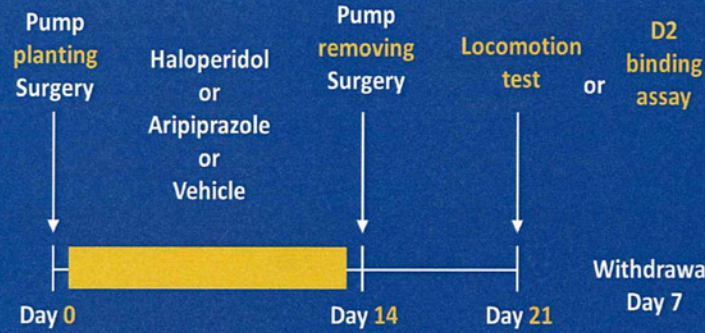 Pump
planting
Surgery
Haloperidol
or
Aripiprazole
or
Vehicle
Pump
removing
Surgery
Locomotion
test
or
D2
binding
assay
Day 0
Day 14
Day 21
Withdrawa
Day 7